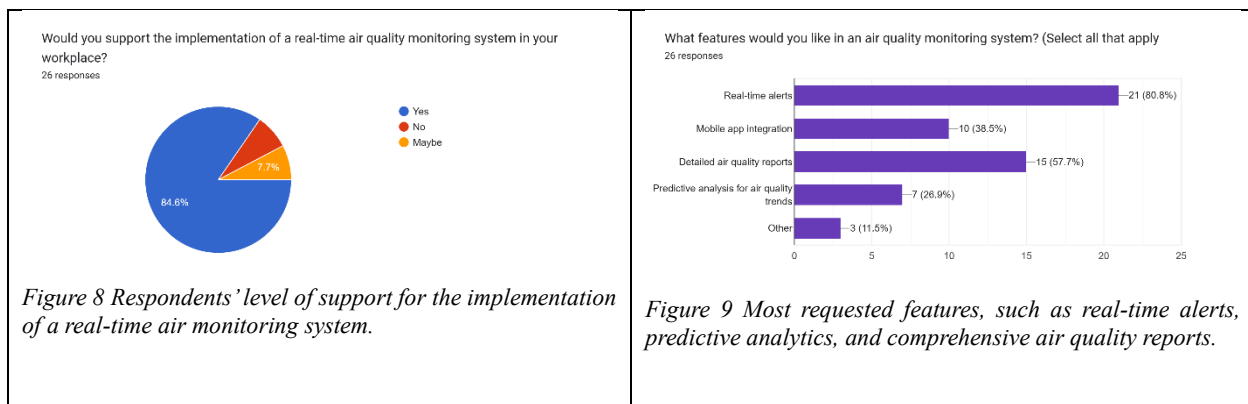 Would you support the implementation of a real-time air quality monitoring system in your
workplace?
26 responses
Yes
No
Maybe
7.7%
84.6%
Figure 8 Respondents’ level of support for the implementation
of a real-time air monitoring system.
What features would you like in an air quality monitoring system? (Select all that apply
26 responses
Real-time alerts
21 (80.8%)
Mobile app integration
10 (38.5%)
Detailed air quality reports
15 (57.7%)
Predictive analysis for air quality
trends
7 (26.9%)
Other
3 (11.5%)
0 5 10 15 20 25
Figure 9 Most requested features, such as real-time alerts,
predictive analytics, and comprehensive air quality reports.